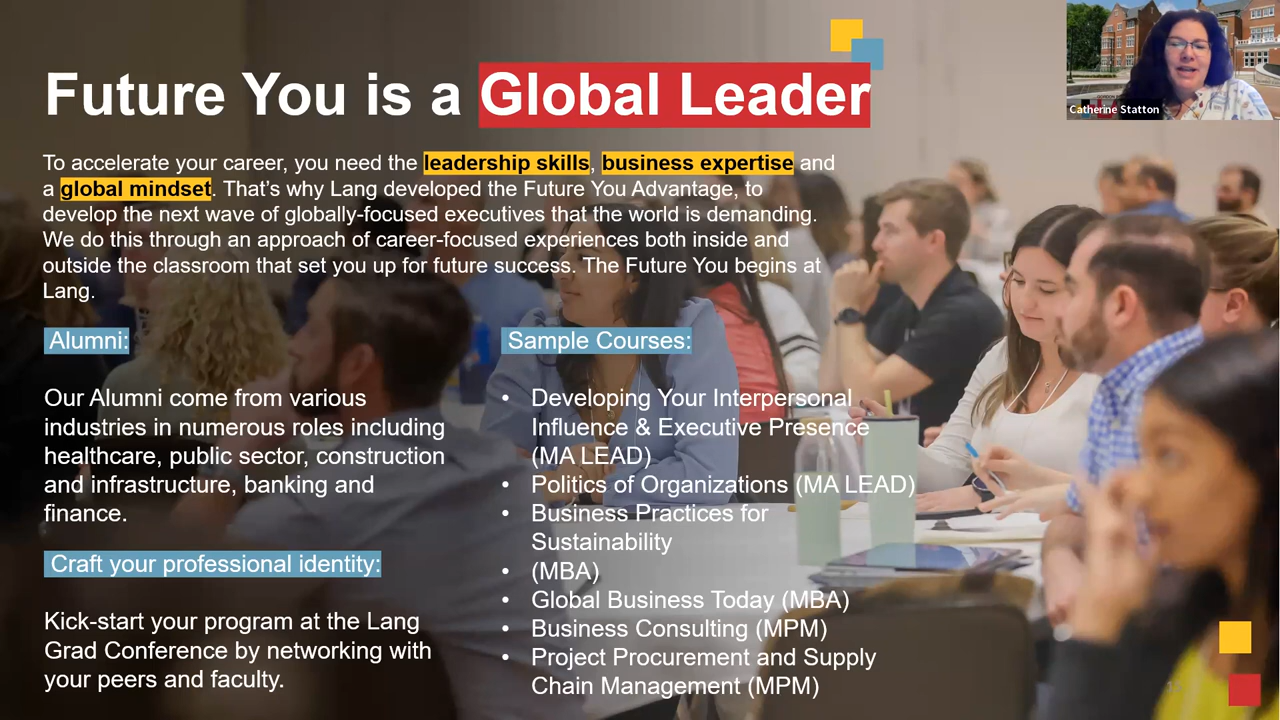 Future You is a Global Leader
Catherine Statton
To accelerate your career, you need the leadership skills, business expertise and
a global mindset. That’s why Lang developed the Future You Advantage, to
develop the next wave of globally-focused executives that the world is demanding.
We do this through an approach of career-focused experiences both inside and
outside the classroom that set you up for future success. The Future You begins at
Lang.
Alumni:
Our Alumni come from various
industries in numerous roles including
healthcare, public sector, construction
and infrastructure, banking and
finance.
Craft your professional identity:
Kick-start your program at the Lang
Grad Conference by networking with
your peers and faculty.
Sample Courses:
• Developing Your Interpersonal
Influence & Executive Presence
(MA LEAD)
• Politics of Organizations (MA LEAD)
• Business Practices for
Sustainability
• (MBA)
• Global Business Today (MBA)
• Business Consulting (MPM)
• Project Procurement and Supply
Chain Management (MPM)